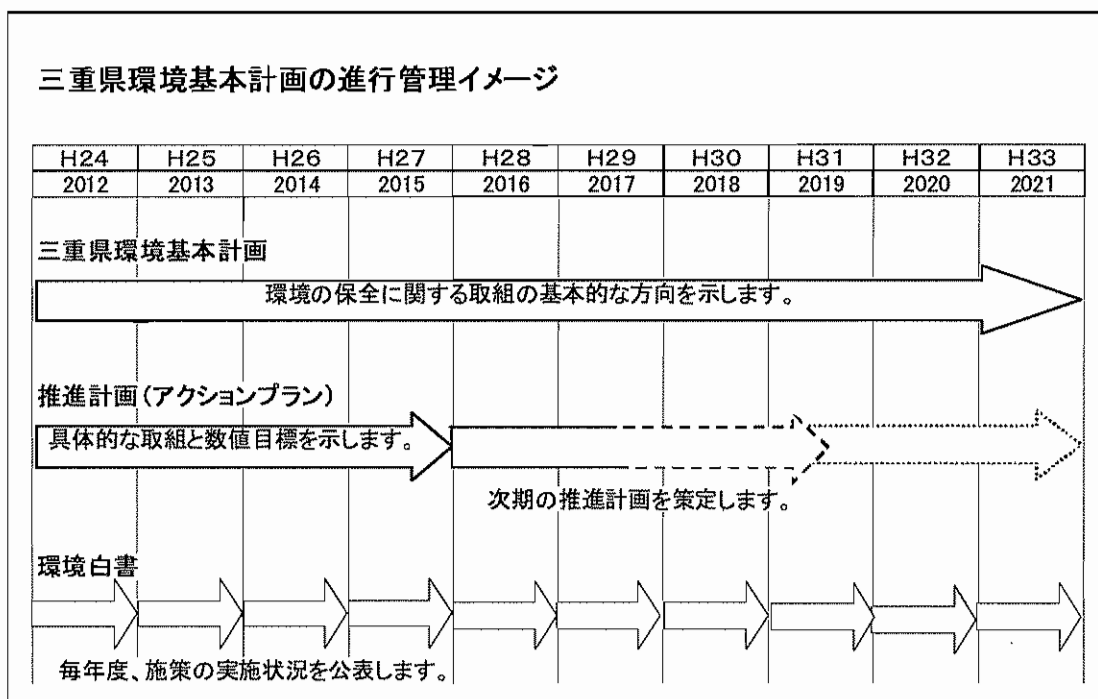 三重県環境基本計画の進行管理イメージ
H24 H25 H26 H27 H28 H29 H30 H31 H32 H33
2012 2013 2014 2015 2016 2017 2018 2019 2020 2021
三重県環境基本計画
環境の保全に関する取組の基本的な方向を示します。
推進計画(アクションプラン)
具体的な取組と数値目標を示します。
次期の推進計画を策定します。
環境白書
毎年度、施策の実施状況を公表します。